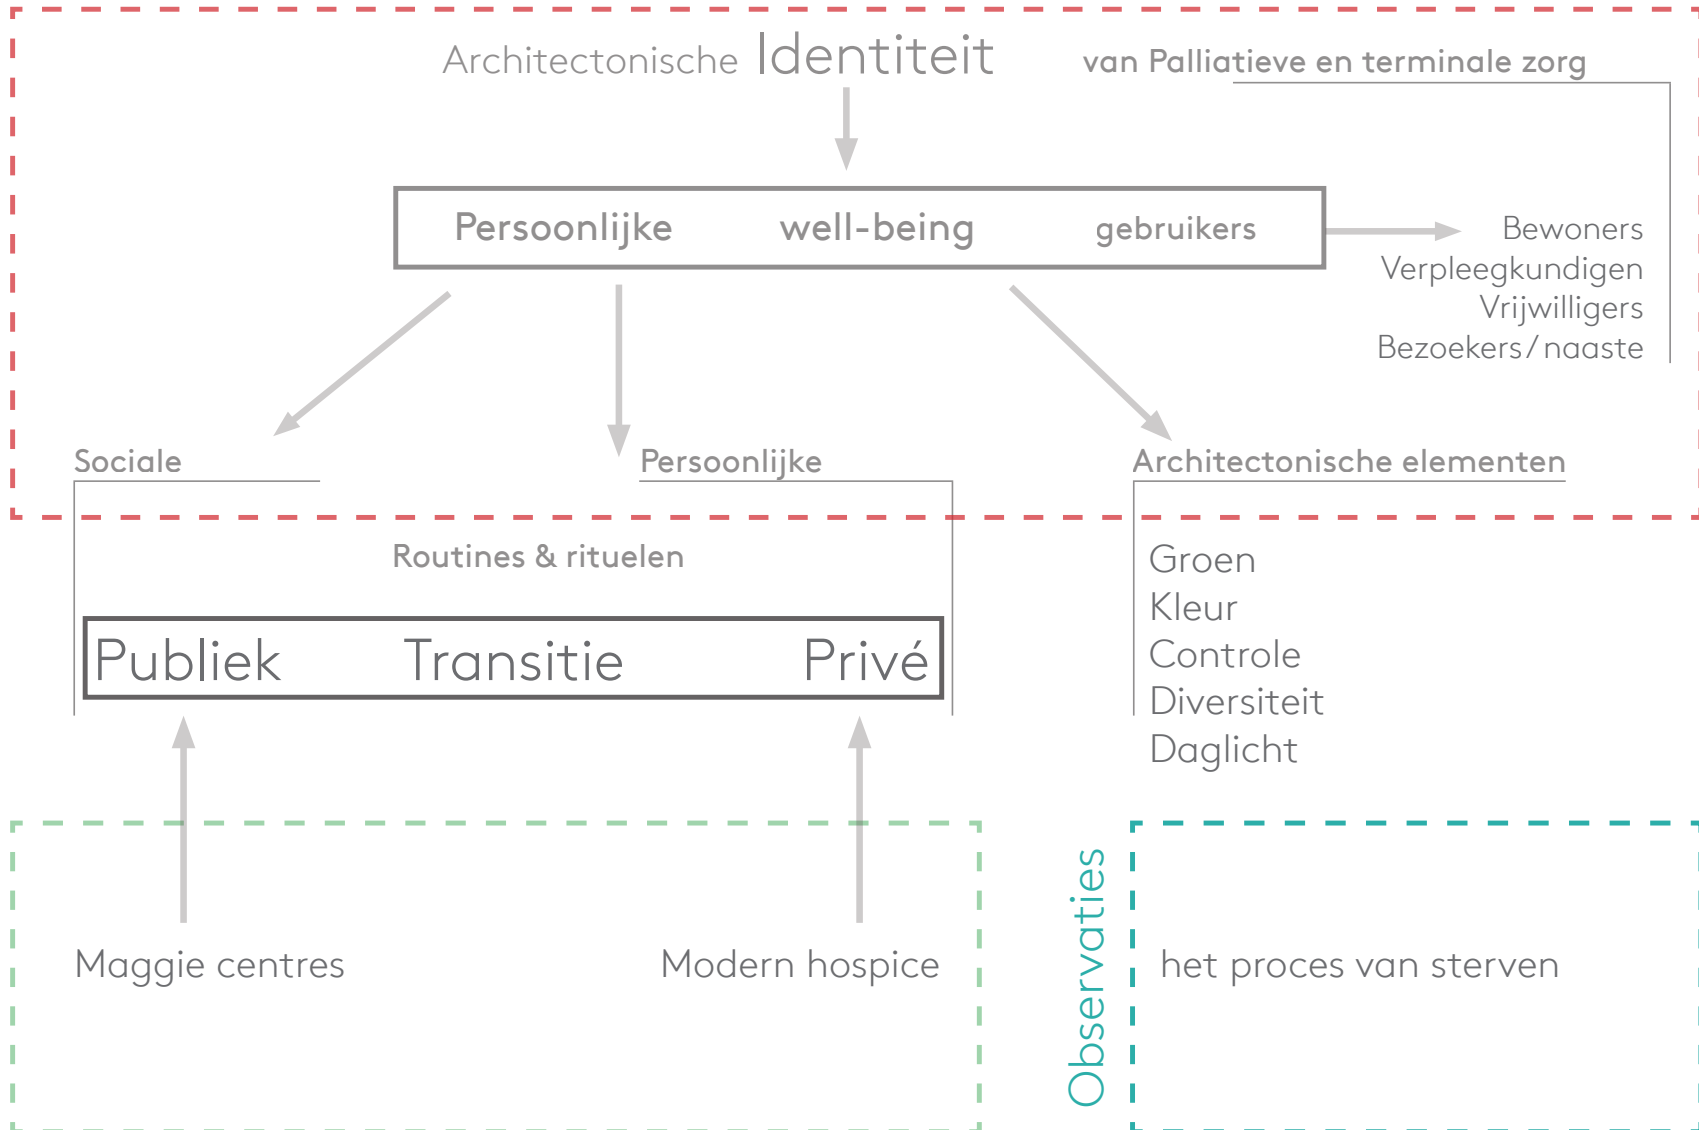 Architectonische Identiteit van Palliatieve en terminale zorg
Persoonlijke well-being gebruikers
Bewoners
Verpleegkundigen
Vrijwilligers
Bezoekers/naaste
Sociale
Persoonlijke
Architectonische elementen
Routines & rituelen
Publiek Transitie Privé
Groen
Kleur
Controle
Diversiteit
Daglicht
Maggie centres
Modern hospice
Observaties
het proces van sterven